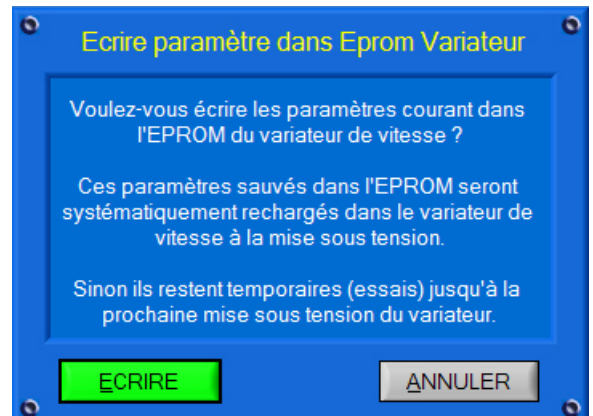 Ecrire paramètre dans Eprom Variateur
Voulez-vous écrire les paramètres courant dans
l'EPROM du variateur de vitesse ?
Ces paramètres sauvés dans l'EPROM seront
systématiquement rechargés dans le variateur de
vitesse à la mise sous tension.
Sinon ils restent temporaires (essais) jusqu'à la
prochaine mise sous tension du variateur.
ECRIRE
ANNULER